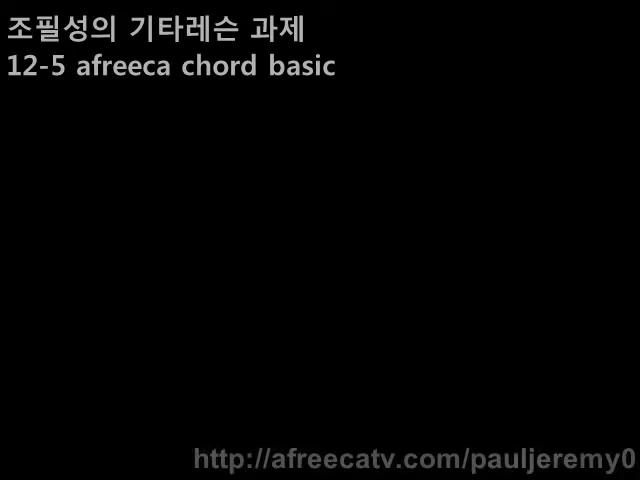 조필성의 기타레슨 과제
12-5 afreeca chord basic
http://afreecatv.com/pauljeremy0